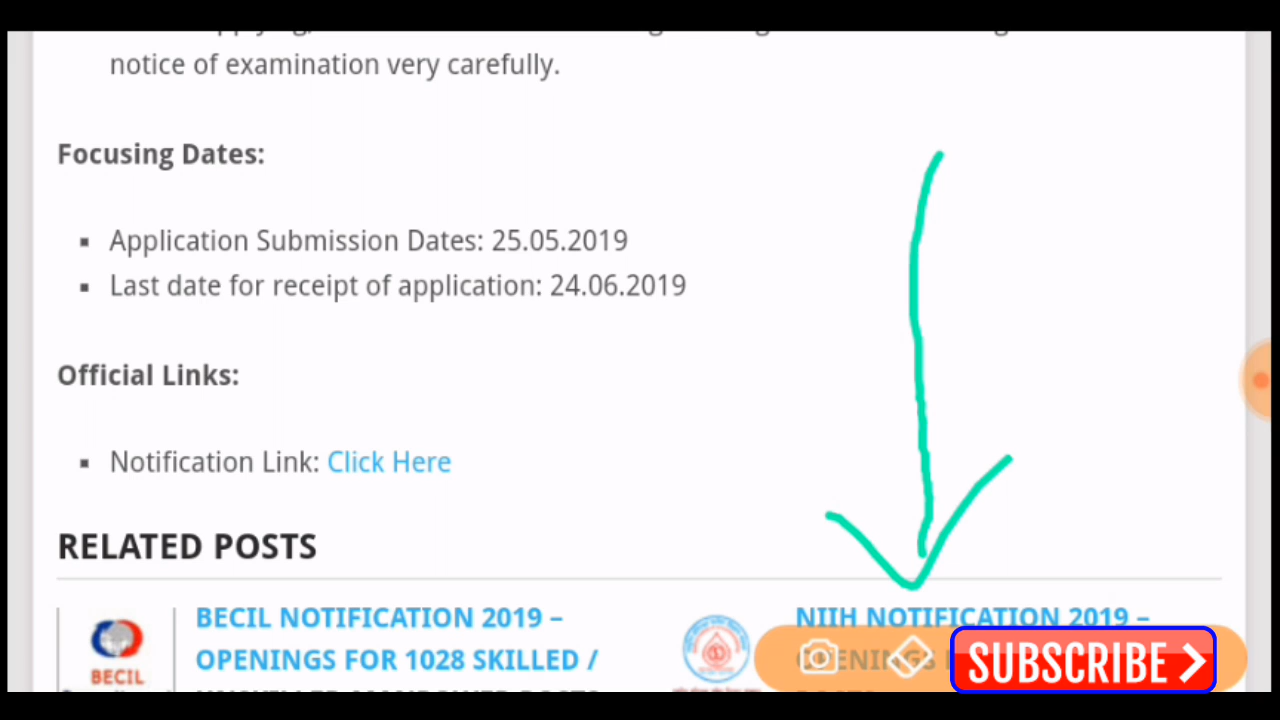 notice of examination very carefully.
Focusing Dates:
▪ Application Submission Dates: 25.05.2019
▪ Last date for receipt of application: 24.06.2019
Official Links:
▪ Notification Link: Click Here
RELATED POSTS
BECIL
BECIL NOTIFICATION 2019 –
OPENINGS FOR 1028 SKILLED /
NIIH NOTIFICATION 2019 –
SUBSCRIBE